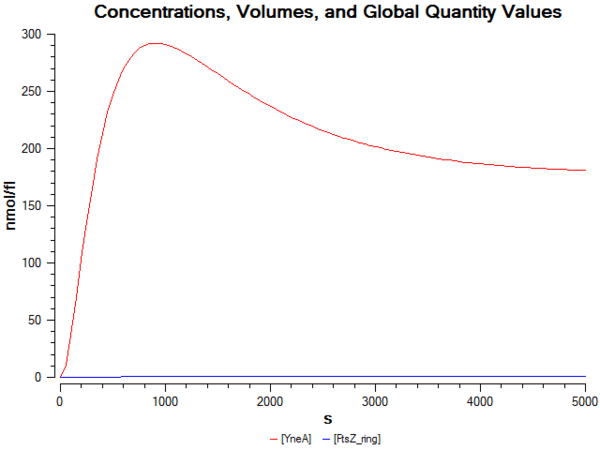 Concentrations, Volumes, and Global Quantity Values
300
250
200
150
100
50
0
nmol/fl
0 1000 2000 3000 4000 5000
s
[YneA] [FtsZ_ring]